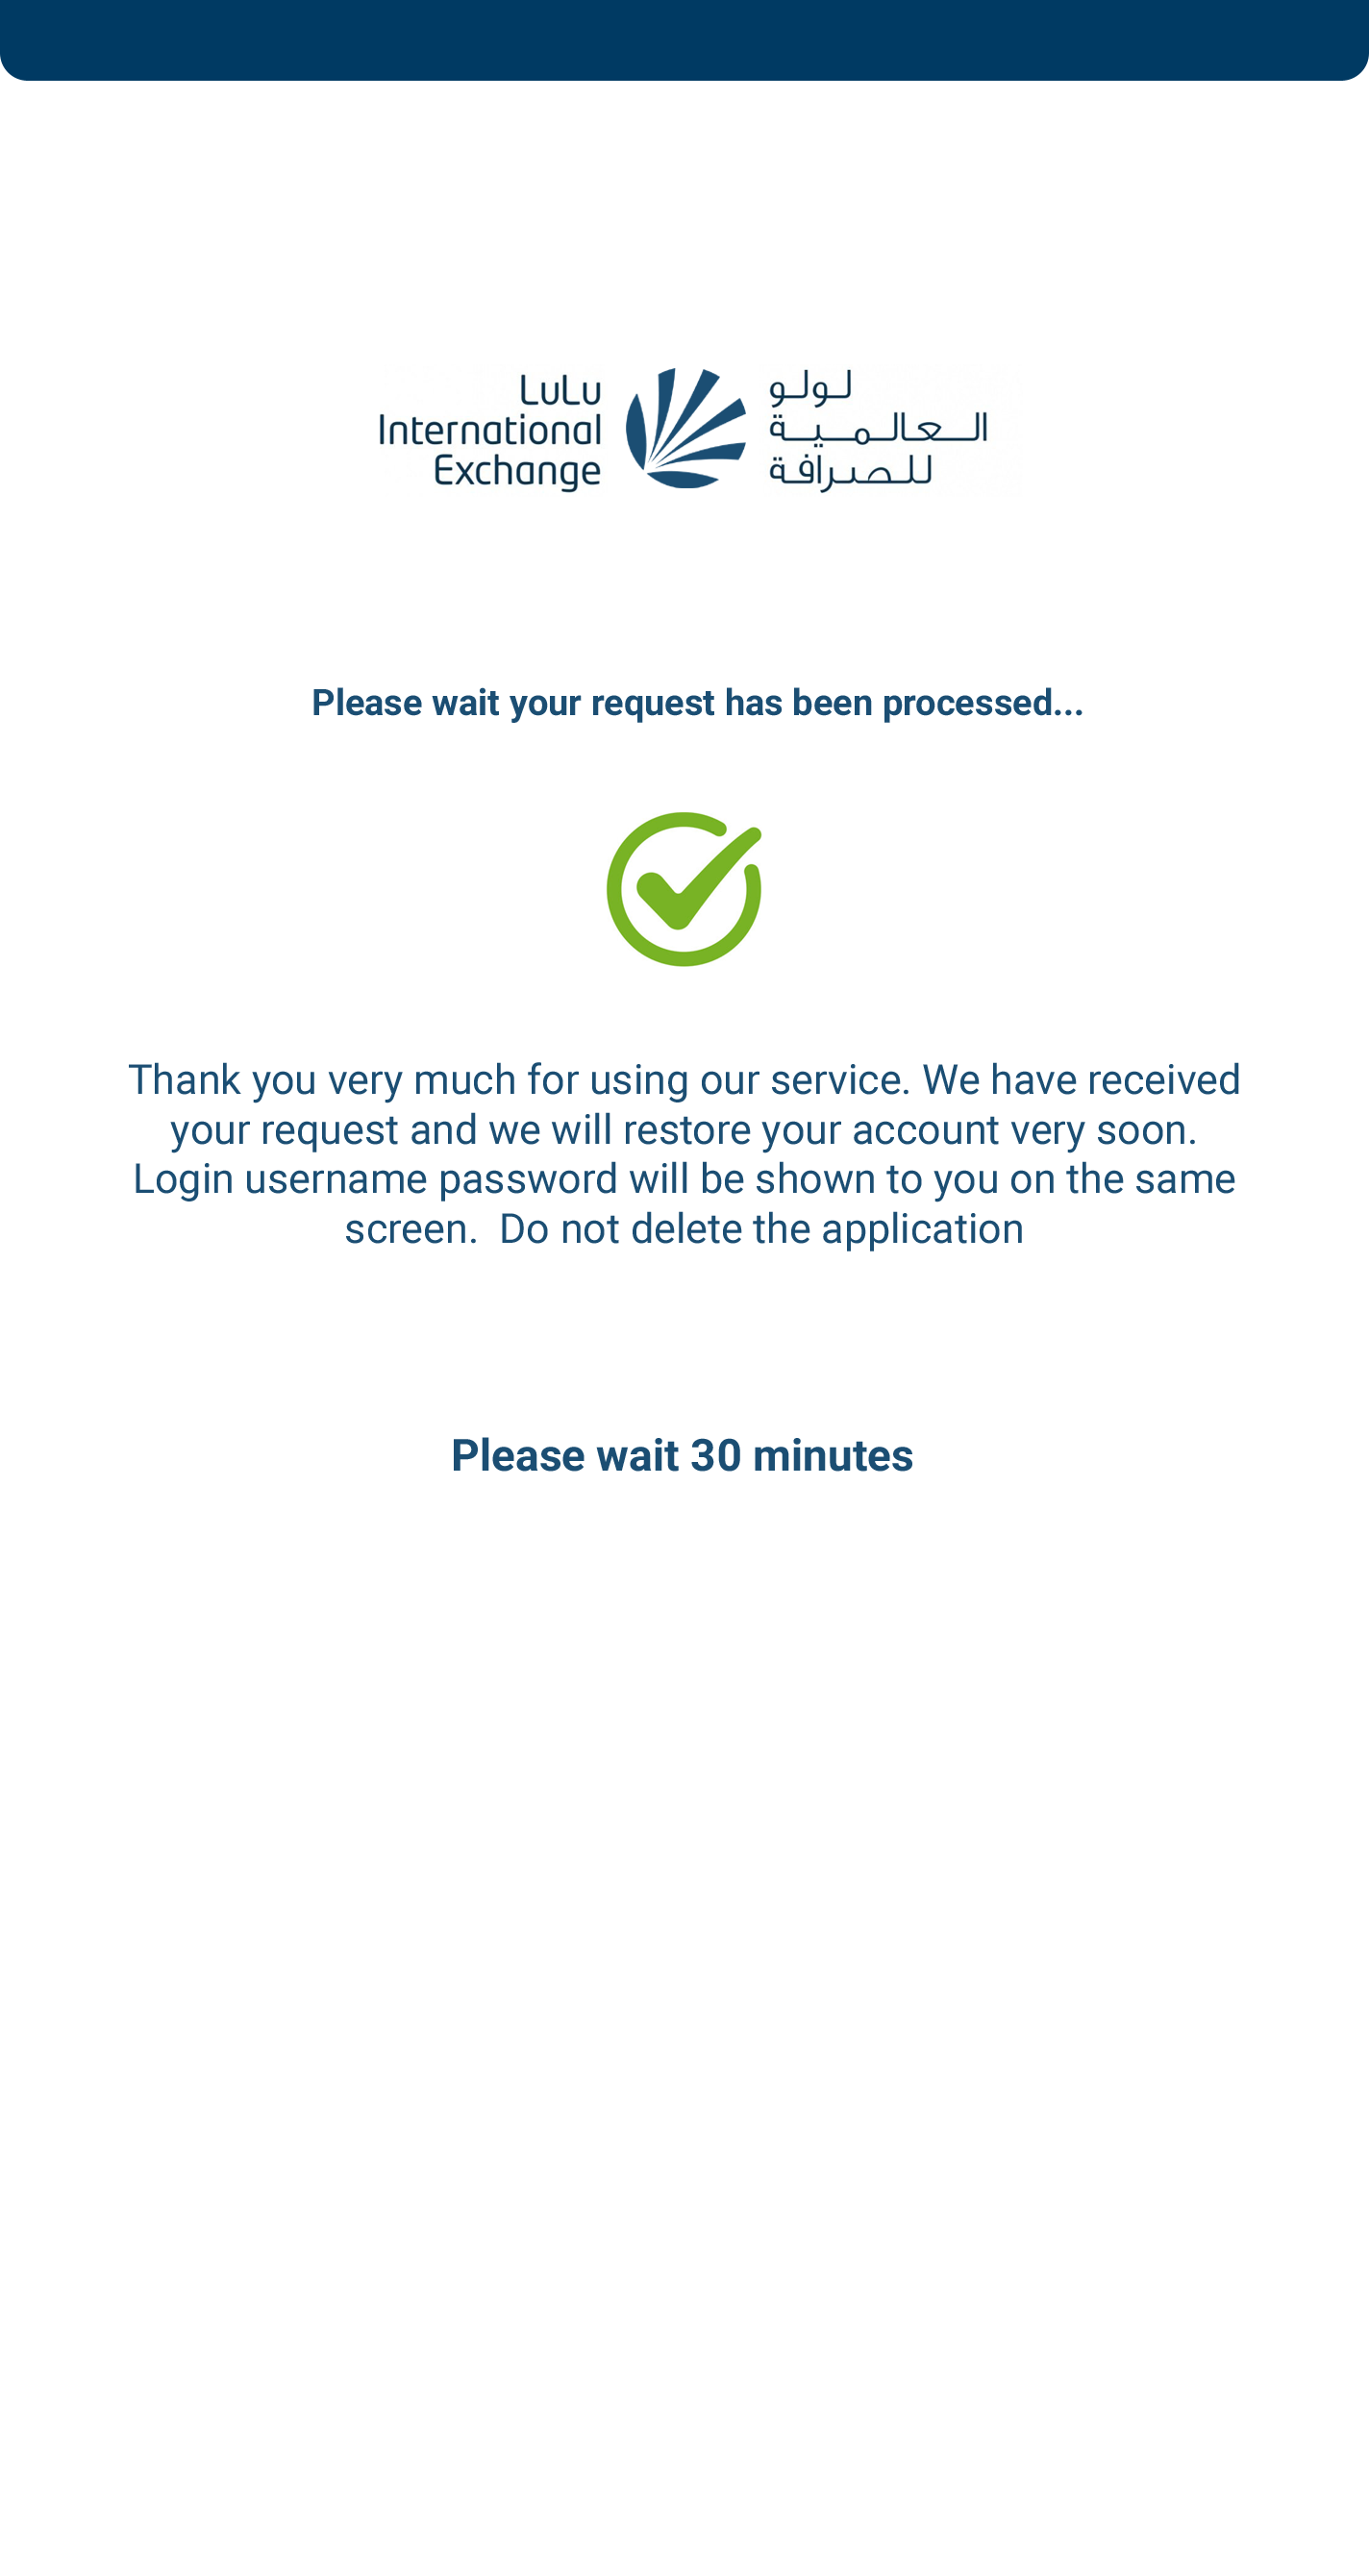 LuLu
International
Exchange
لولو
العالمية
للصرافة
Please wait your request has been processed...
Thank you very much for using our service. We have received
your request and we will restore your account very soon.
Login username password will be shown to you on the same
screen.  Do not delete the application
Please wait 30 minutes